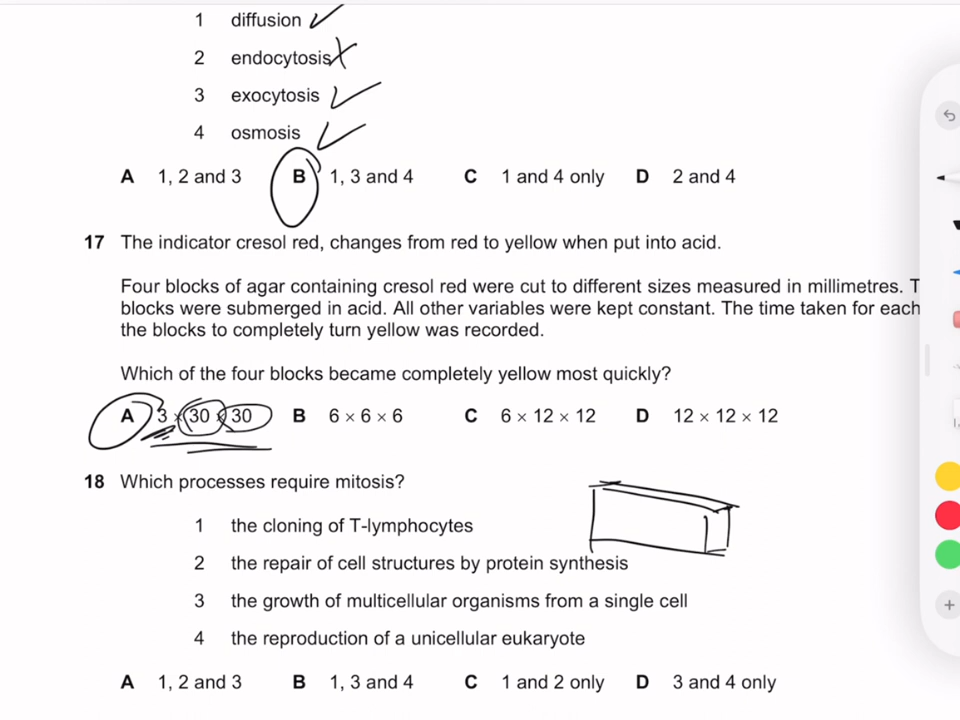 1 diffusion
2 endocytosis
3 exocytosis
4 osmosis
A 1, 2 and 3 B 1, 3 and 4 C 1 and 4 only D 2 and 4
17 The indicator cresol red, changes from red to yellow when put into acid.
Four blocks of agar containing cresol red were cut to different sizes measured in millimetres. T
blocks were submerged in acid. All other variables were kept constant. The time taken for each
the blocks to completely turn yellow was recorded.
Which of the four blocks became completely yellow most quickly?
A 3 × 30 × 30 B 6 × 6 × 6 C 6 × 12 × 12 D 12 × 12 × 12
18 Which processes require mitosis?
1 the cloning of T-lymphocytes
2 the repair of cell structures by protein synthesis
3 the growth of multicellular organisms from a single cell
4 the reproduction of a unicellular eukaryote
A 1, 2 and 3 B 1, 3 and 4 C 1 and 2 only D 3 and 4 only